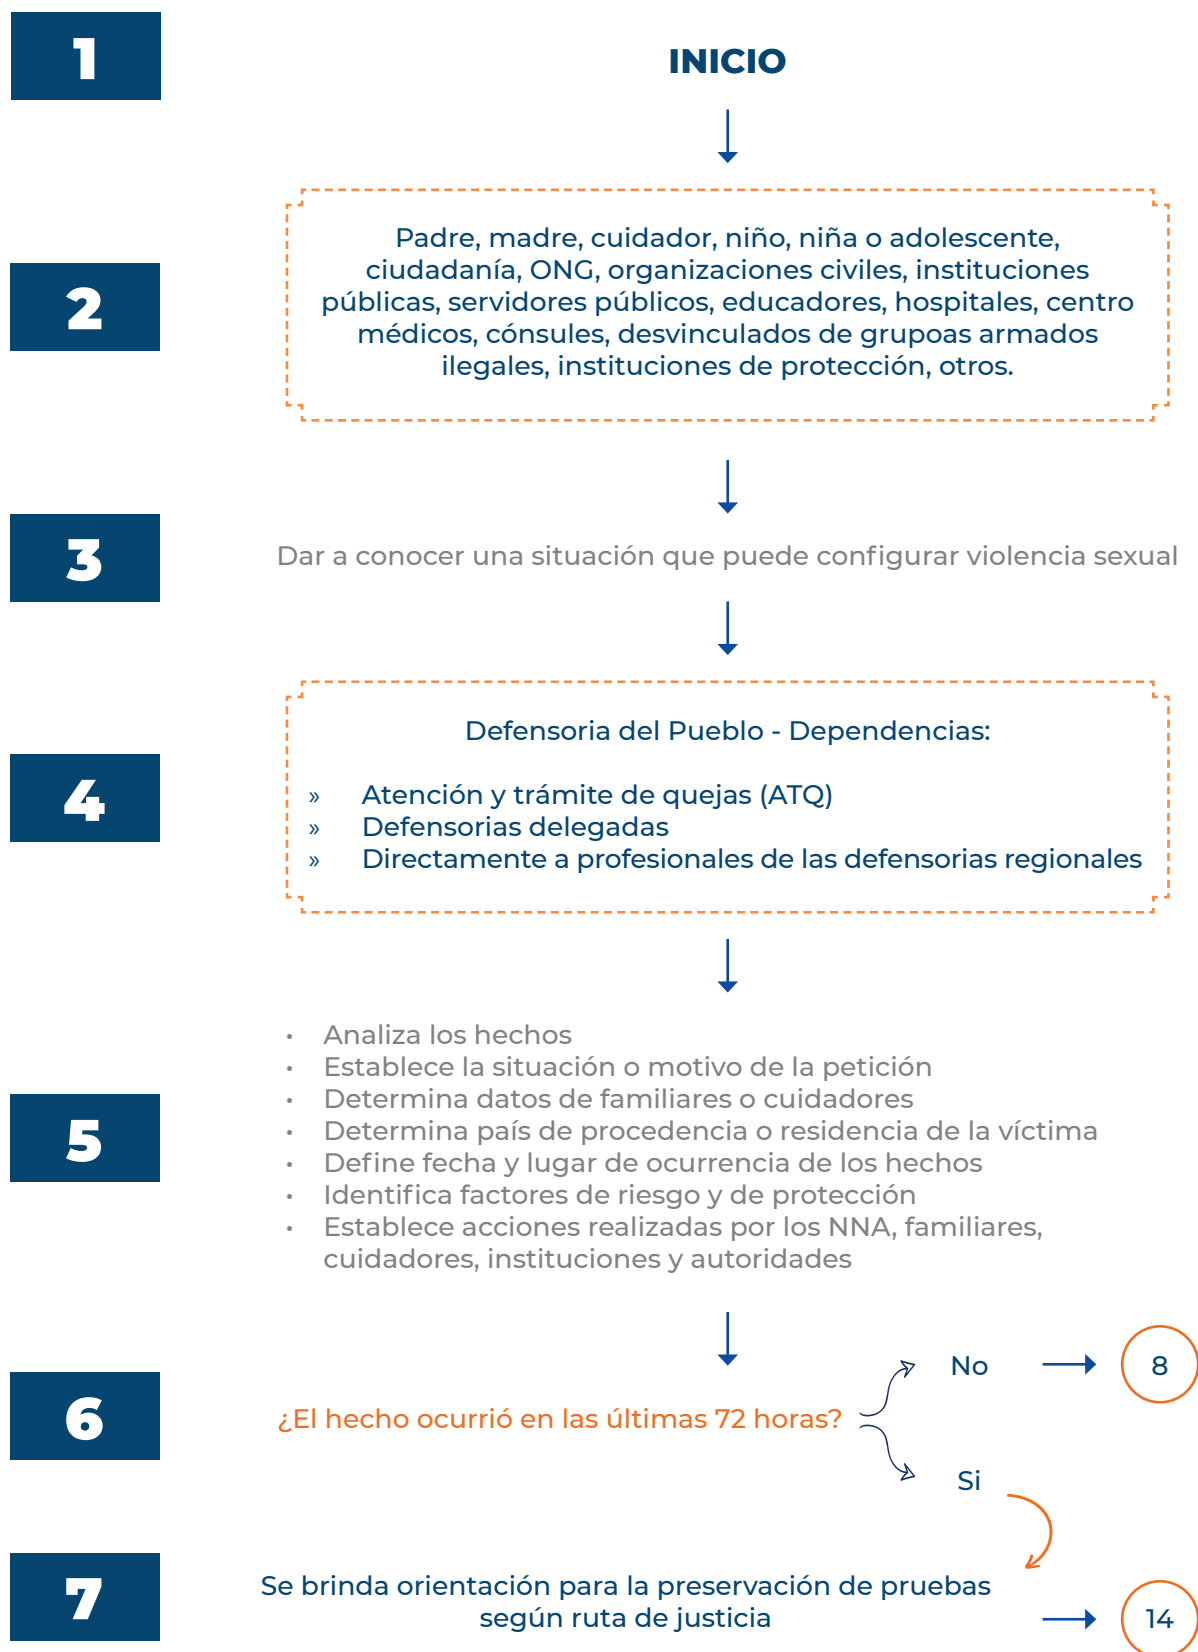 1
INICIO
2
Padre, madre, cuidador, niño, niña o adolescente,
ciudadanía, ONG, organizaciones civiles, instituciones
públicas, servidores públicos, educadores, hospitales, centro
médicos, cónsules, desvinculados de grupoas armados
ilegales, instituciones de protección, otros.
3
Dar a conocer una situación que puede configurar violencia sexual
4
Defensoria del Pueblo - Dependencias:
» Atención y trámite de quejas (ATQ)
» Defensorias delegadas
» Directamente a profesionales de las defensorias regionales
5
• Analiza los hechos
• Establece la situación o motivo de la petición
• Determina datos de familiares o cuidadores
• Determina país de procedencia o residencia de la víctima
• Define fecha y lugar de ocurrencia de los hechos
• Identifica factores de riesgo y de protección
• Establece acciones realizadas por los NNA, familiares,
cuidadores, instituciones y autoridades
6
¿El hecho ocurrió en las últimas 72 horas?
No
8
Si
7
Se brinda orientación para la preservación de pruebas
según ruta de justicia
14